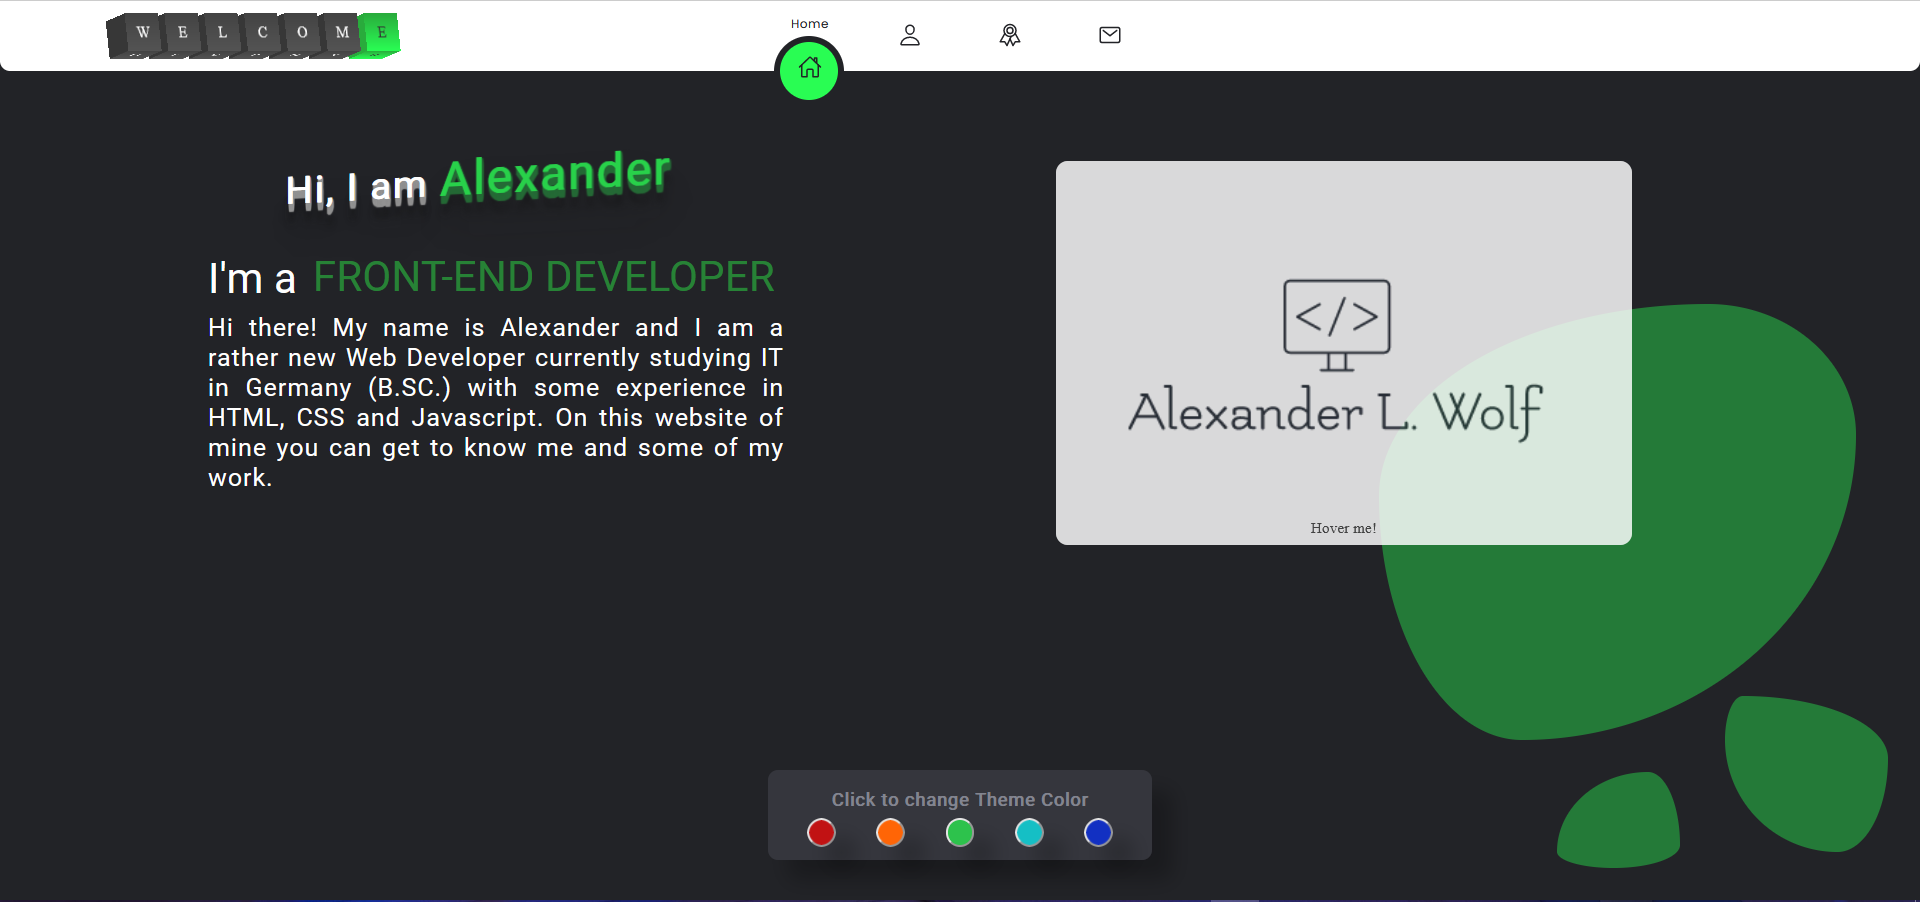 WELCOME
Home
Hi, I am Alexander
I'm a FRONT-END DEVELOPER
Hi there! My name is Alexander and I am a
rather new Web Developer currently studying IT
in Germany (B.SC.) with some experience in
HTML, CSS and Javascript. On this website of
mine you can get to know me and some of my
work.
</>
Alexander L. Wolf
Hover me!
Click to change Theme Color